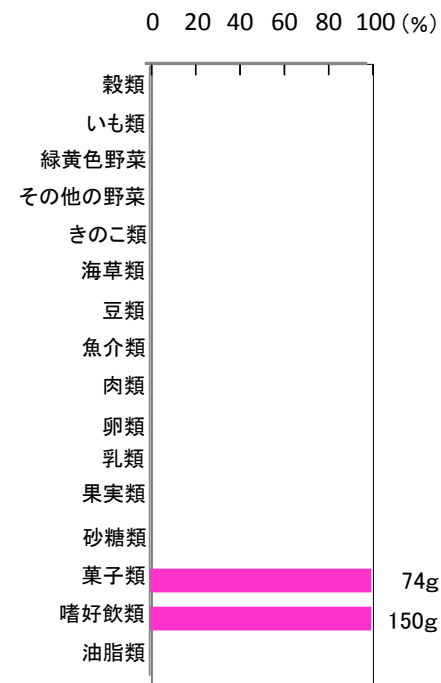 0 20 40 60 80 100 (%)
穀類
いも類
緑黄色野菜
その他の野菜
きのこ類
海草類
豆類
魚介類
肉類
卵類
乳類
果実類
砂糖類
菓子類 74g
嗜好飲類 150g
油脂類